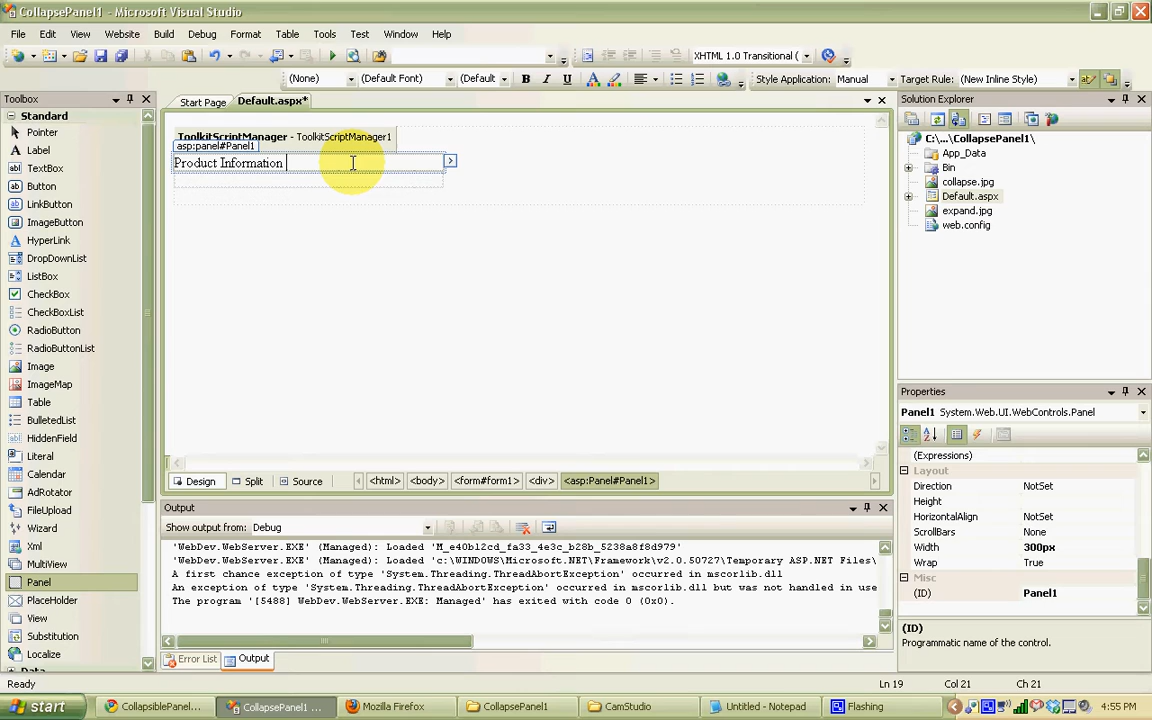 CollapsePanel1 - Microsoft Visual Studio
File Edit View Website Build Debug Format Table Tools Test Window Help
XHTML 1.0 Transitional (
(None) (Default Font) (Default B I U A Style Application: Manual Target Rule: (New Inline Style)
Toolbox
Standard
Pointer
Label
TextBox
Button
LinkButton
ImageButton
HyperLink
DropDownList
ListBox
CheckBox
CheckBoxList
RadioButton
RadioButtonList
Image
ImageMap
Table
BulletedList
HiddenField
Literal
Calendar
AdRotator
FileUpload
Wizard
Xml
MultiView
Panel
PlaceHolder
View
Substitution
Localize
Data
Start Page Default.aspx*
ToolkitScriptManager - ToolkitScriptManager1
asp:panel#Panel1
Product Information
Design Split Source <html> <body> <form#form1> <div> <asp:Panel#Panel1>
Output
Show output from: Debug
'WebDev.WebServer.EXE' (Managed): Loaded 'M_e40b12cd_fa33_4e3c_b28b_5238a8f8d979'
'WebDev.WebServer.EXE' (Managed): Loaded 'c:\WINDOWS\Microsoft.NET\Framework\v2.0.50727\Temporary ASP.NET Files\
A first chance exception of type 'System.Threading.ThreadAbortException' occurred in mscorlib.dll
An exception of type 'System.Threading.ThreadAbortException' occurred in mscorlib.dll but was not handled in use
The program '[5488] WebDev.WebServer.EXE: Managed' has exited with code 0 (0x0).
Error List Output
Solution Explorer
C:\...\CollapsePanel1\
App_Data
Bin
collapse.jpg
Default.aspx
expand.jpg
web.config
Properties
Panel1 System.Web.UI.WebControls.Panel
(Expressions)
Layout
Direction NotSet
Height
HorizontalAlign NotSet
ScrollBars None
Width 300px
Wrap True
Misc
(ID) Panel1
(ID)
Programmatic name of the control.
Ready Ln 19 Col 21 Ch 21
start CollapsiblePanel... CollapsePanel1 ... Mozilla Firefox CollapsePanel1 CamStudio Untitled - Notepad Flashing 4:55 PM